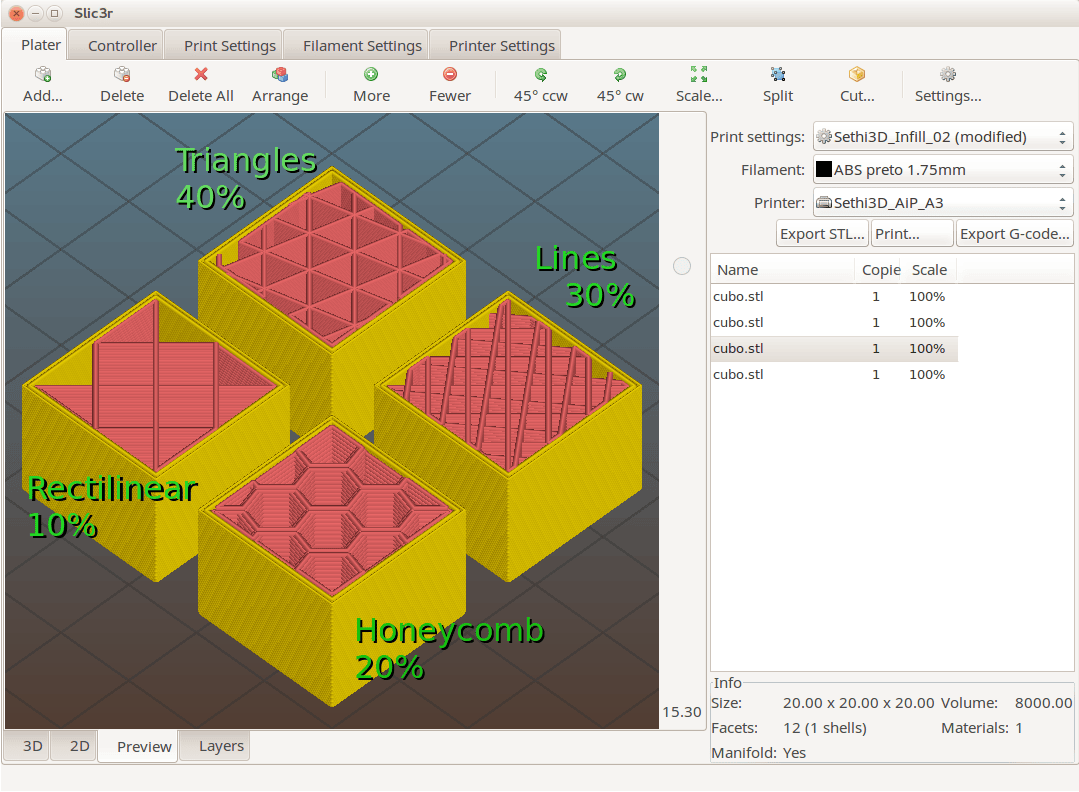 Slic3r
Plater Controller Print Settings Filament Settings Printer Settings
Add... Delete Delete All Arrange More Fewer 45° ccw 45° cw Scale... Split Cut... Settings...
Triangles
40%
Lines
30%
Rectilinear
10%
Honeycomb
20%
15.30
3D 2D Preview Layers
Print settings: Sethi3D_Infill_02 (modified)
Filament: ABS preto 1.75mm
Printer: Sethi3D_AiP_A3
Export STL... Print... Export G-code...
Name Copie Scale
cubo.stl 1 100%
cubo.stl 1 100%
cubo.stl 1 100%
cubo.stl 1 100%
Info
Size: 20.00 x 20.00 x 20.00 Volume: 8000.00
Facets: 12 (1 shells) Materials: 1
Manifold: Yes